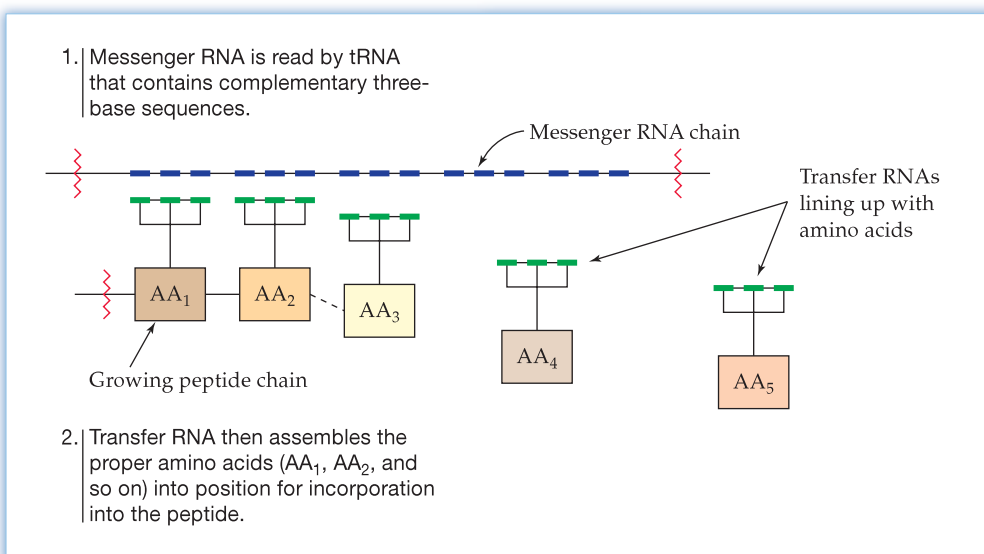 1. Messenger RNA is read by tRNA
that contains complementary three-
base sequences.
Messenger RNA chain
Transfer RNAs
lining up with
amino acids
AA₁
AA₂
AA₃
AA₄
AA₅
Growing peptide chain
2. Transfer RNA then assembles the
proper amino acids (AA₁, AA₂, and
so on) into position for incorporation
into the peptide.